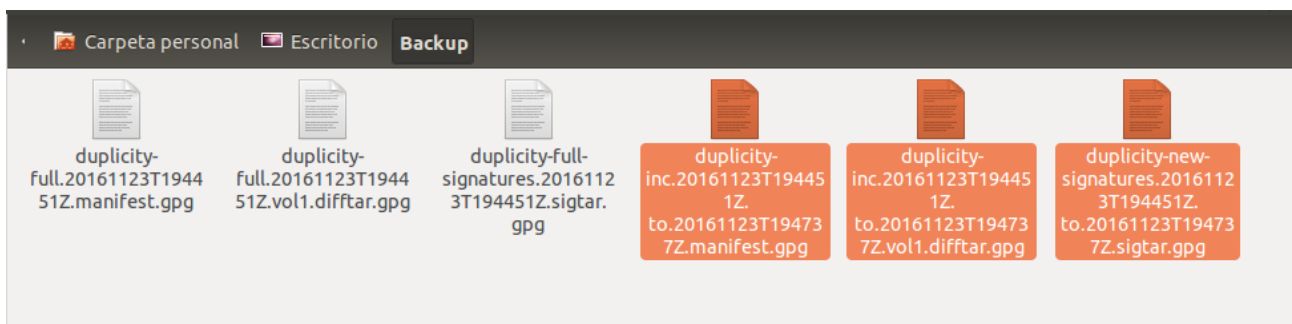 Carpeta personal Escritorio Backup
duplicity-
full.20161123T1944
51Z.manifest.gpg
duplicity-
full.20161123T1944
51Z.vol1.difftar.gpg
duplicity-full-
signatures.2016112
3T194451Z.sigtar.
gpg
duplicity-
inc.20161123T19445
1Z.
to.20161123T19473
7Z.manifest.gpg
duplicity-
inc.20161123T19445
1Z.
to.20161123T19473
7Z.vol1.difftar.gpg
duplicity-new-
signatures.2016112
3T194451Z.
to.20161123T19473
7Z.sigtar.gpg